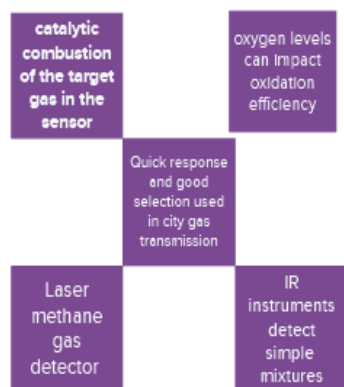 catalytic
combustion
of the target
gas in the
sensor
oxygen levels
can impact
oxidation
efficiency
Quick response
and good
selection used
in city gas
transmission
Laser
methane
gas
detector
IR
instruments
detect
simple
mixtures